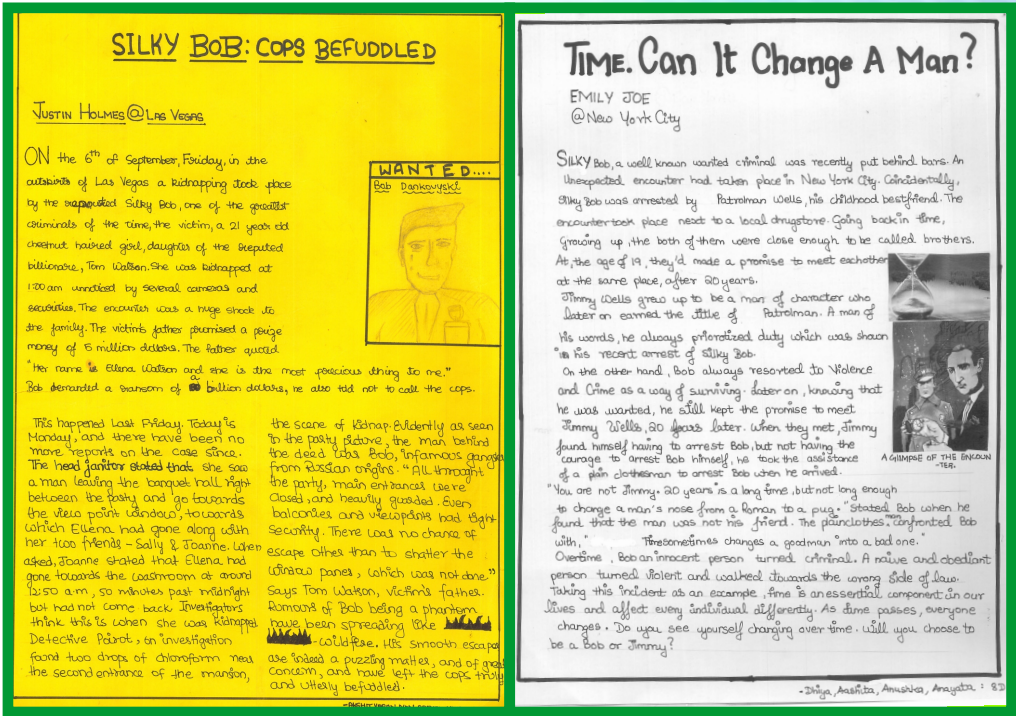 SILKY BOB: COPS BEFUDDLED
JUSTIN HOLMES@LAS VEGAS
ON the 6th of September, Friday, in the
outskirts of Las Vegas a kidnapping took place
by the reputed Silky Bob, one of the greatest
criminals of the time, the victim, a 21 year old
chestnut haired girl, daughter of the reputed
billionare, Tom Watson. She was kidnapped at
1:00am unnoticed by several cameras and
securities. The encounter was a huge shock to
the family. The victim's father promised a prize
money of 5 million dollars. The father quoted
"Her name is Elena Watson and she is the most precious thing to me."
Bob demanded a ransom of a billion dollars, he also told not to call the cops.
WANTED....
Bob Dankovyski
This happened Last Friday. Today is
Monday, and there have been no
more reports on the case since.
The head janitor stated that she saw
a man leaving the banquet hall right
between the party and go towards
the view point window, towards
which Ellena had gone along with
her two friends - Sally & Joanne. When
asked, Joanne stated that Ellena had
gone towards the washroom at around
12:50 a.m, 50 minutes past midnight
but had not come back. Investigators
think this is when she was kidnapped
Detective Poirot, on investigation
found two drops of chloroform near
the second entrance of the mansion,
the scene of kidnap. Evidently as seen
in the party picture, the man behind
the deed was Bob, infamous gangster
from Russian origins. "All throught
the party, main entrances were
closed, and heavily guarded. Even
balconies and viewpoints had tight
security. There was no chance of
escape other than to shatter the
window panes, which was not done."
Says Tom Watson, victim's father.
Rumours of Bob being a phantom
have been spreading like
wildfire. His smooth escapes
are indeed a puzzling matter, and of great
concern, and have left the cops truly
and utterly befuddled.
TIME. Can It Change A Man?
EMILY JOE
@New York City
SILKY Bob, a well known wanted criminal was recently put behind bars. An
Unexpected encounter had taken place in New York City. Coincidentally,
Silky Bob was arrested by Patrolman Wells, his childhood bestfriend. The
encounter took place next to a local drugstore. Going back in time,
Growing up, the both of them were close enough to be called brothers.
At, the age of 19, they'd made a promise to meet eachother
at the same place, after 20 years.
Jimmy Wells grew up to be a man of character who
later on earned the title of Patrolman. A man of
his words, he always priorotized duty which was shown
in his recent arrest of Silky Bob.
On the other hand, Bob always resorted to Violence
and Crime as a way of surviving. Later on, knowing that
he was wanted, he still kept the promise to meet
Jimmy Wells, 20 years later. When they met, Jimmy
found himself having to arrest Bob, but not having the
courage to arrest Bob himself, he took the assistance
of a plain clothesman to arrest Bob when he arrived.
A GLIMPSE OF THE ENCOUN
-TER.
"You are not Jimmy. 20 years is a long time, but not long enough
to change a man's nose from a Roman to a pug." Stated Bob when he
found that the man was not his friend. The plainclothes man confronted Bob
with," Timesometimes changes a good man into a bad one."
Overtime, Bob an innocent person turned criminal. A naive and obediant
person turned violent and walked towards the wrong side of law.
Taking this incident as an example, time is an essential component in our
lives and affect every individual differently. As time passes, everyone
changes. Do you see yourself changing over time. Will you choose to
be a Bob or Jimmy?
-Dhiya, Aashita, Anushka, Anayata : 8D